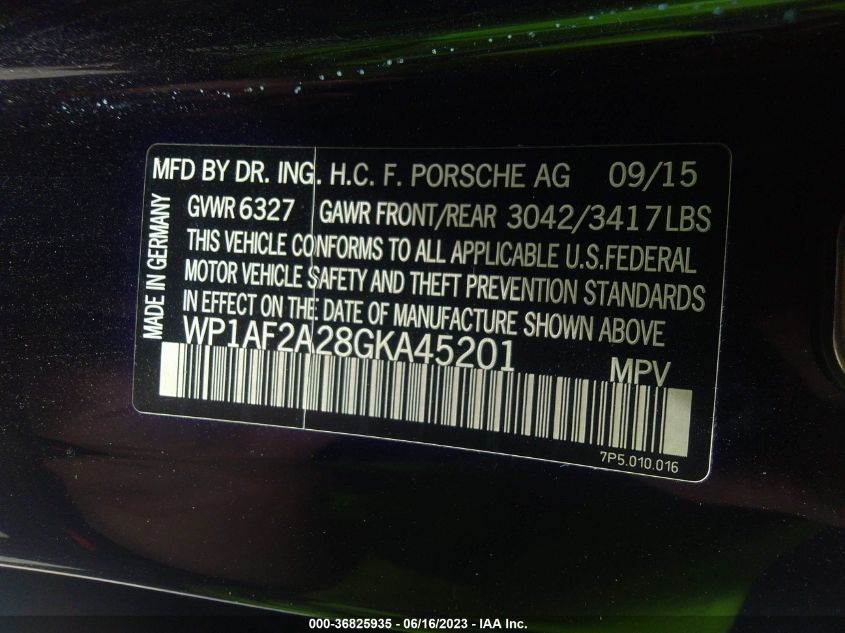 MFD BY DR. ING. H.C. F. PORSCHE AG 09/15
MADE IN GERMANY
GVWR 6327 GAWR FRONT/REAR 3042/3417LBS
THIS VEHICLE CONFORMS TO ALL APPLICABLE U.S.FEDERAL
MOTOR VEHICLE SAFETY AND THEFT PREVENTION STANDARDS
IN EFFECT ON THE DATE OF MANUFACTURE SHOWN ABOVE
WP1AF2A28GKA45201 MPV
7P5.010.016
000-36825935 - 06/16/2023 - IAA Inc.